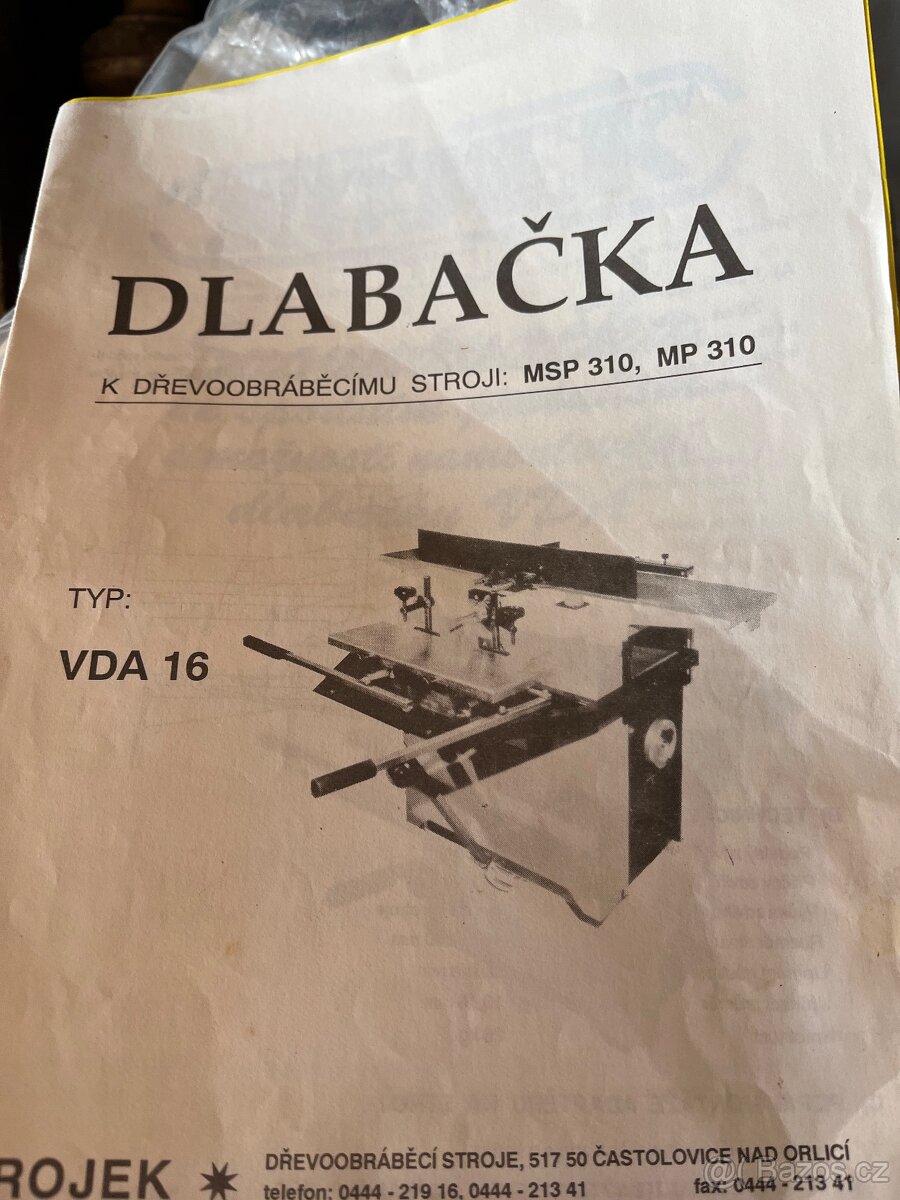 DLABAČKA
K DŘEVOOBRÁBĚCÍMU STROJI: MSP 310, MP 310
TYP:
VDA 16
ROJEK
DŘEVOOBRÁBĚCÍ STROJE, 517 50 ČASTOLOVICE NAD ORLICÍ
telefon: 0444 - 219 16, 0444 - 213 41 fax: 0444 - 213 41
Bazos.cz